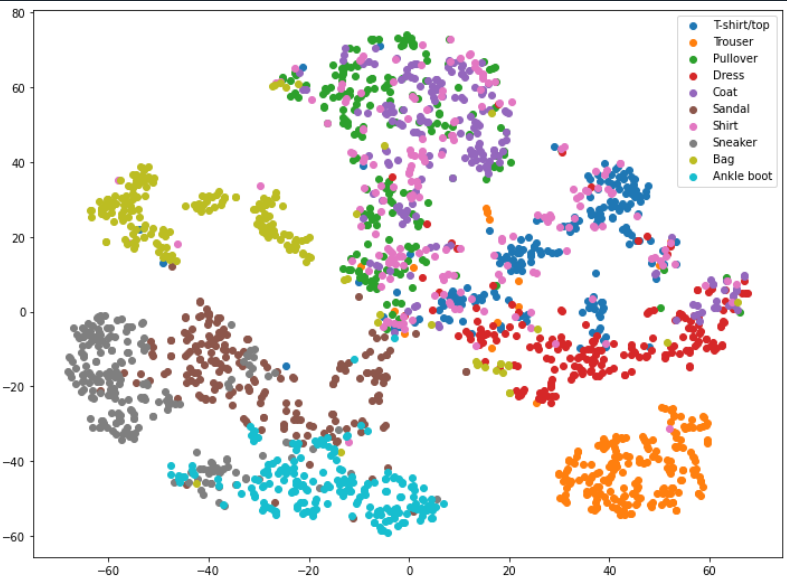 80
60
40
20
0
−20
−40
−60
−60 −40 −20 0 20 40 60
T-shirt/top
Trouser
Pullover
Dress
Coat
Sandal
Shirt
Sneaker
Bag
Ankle boot